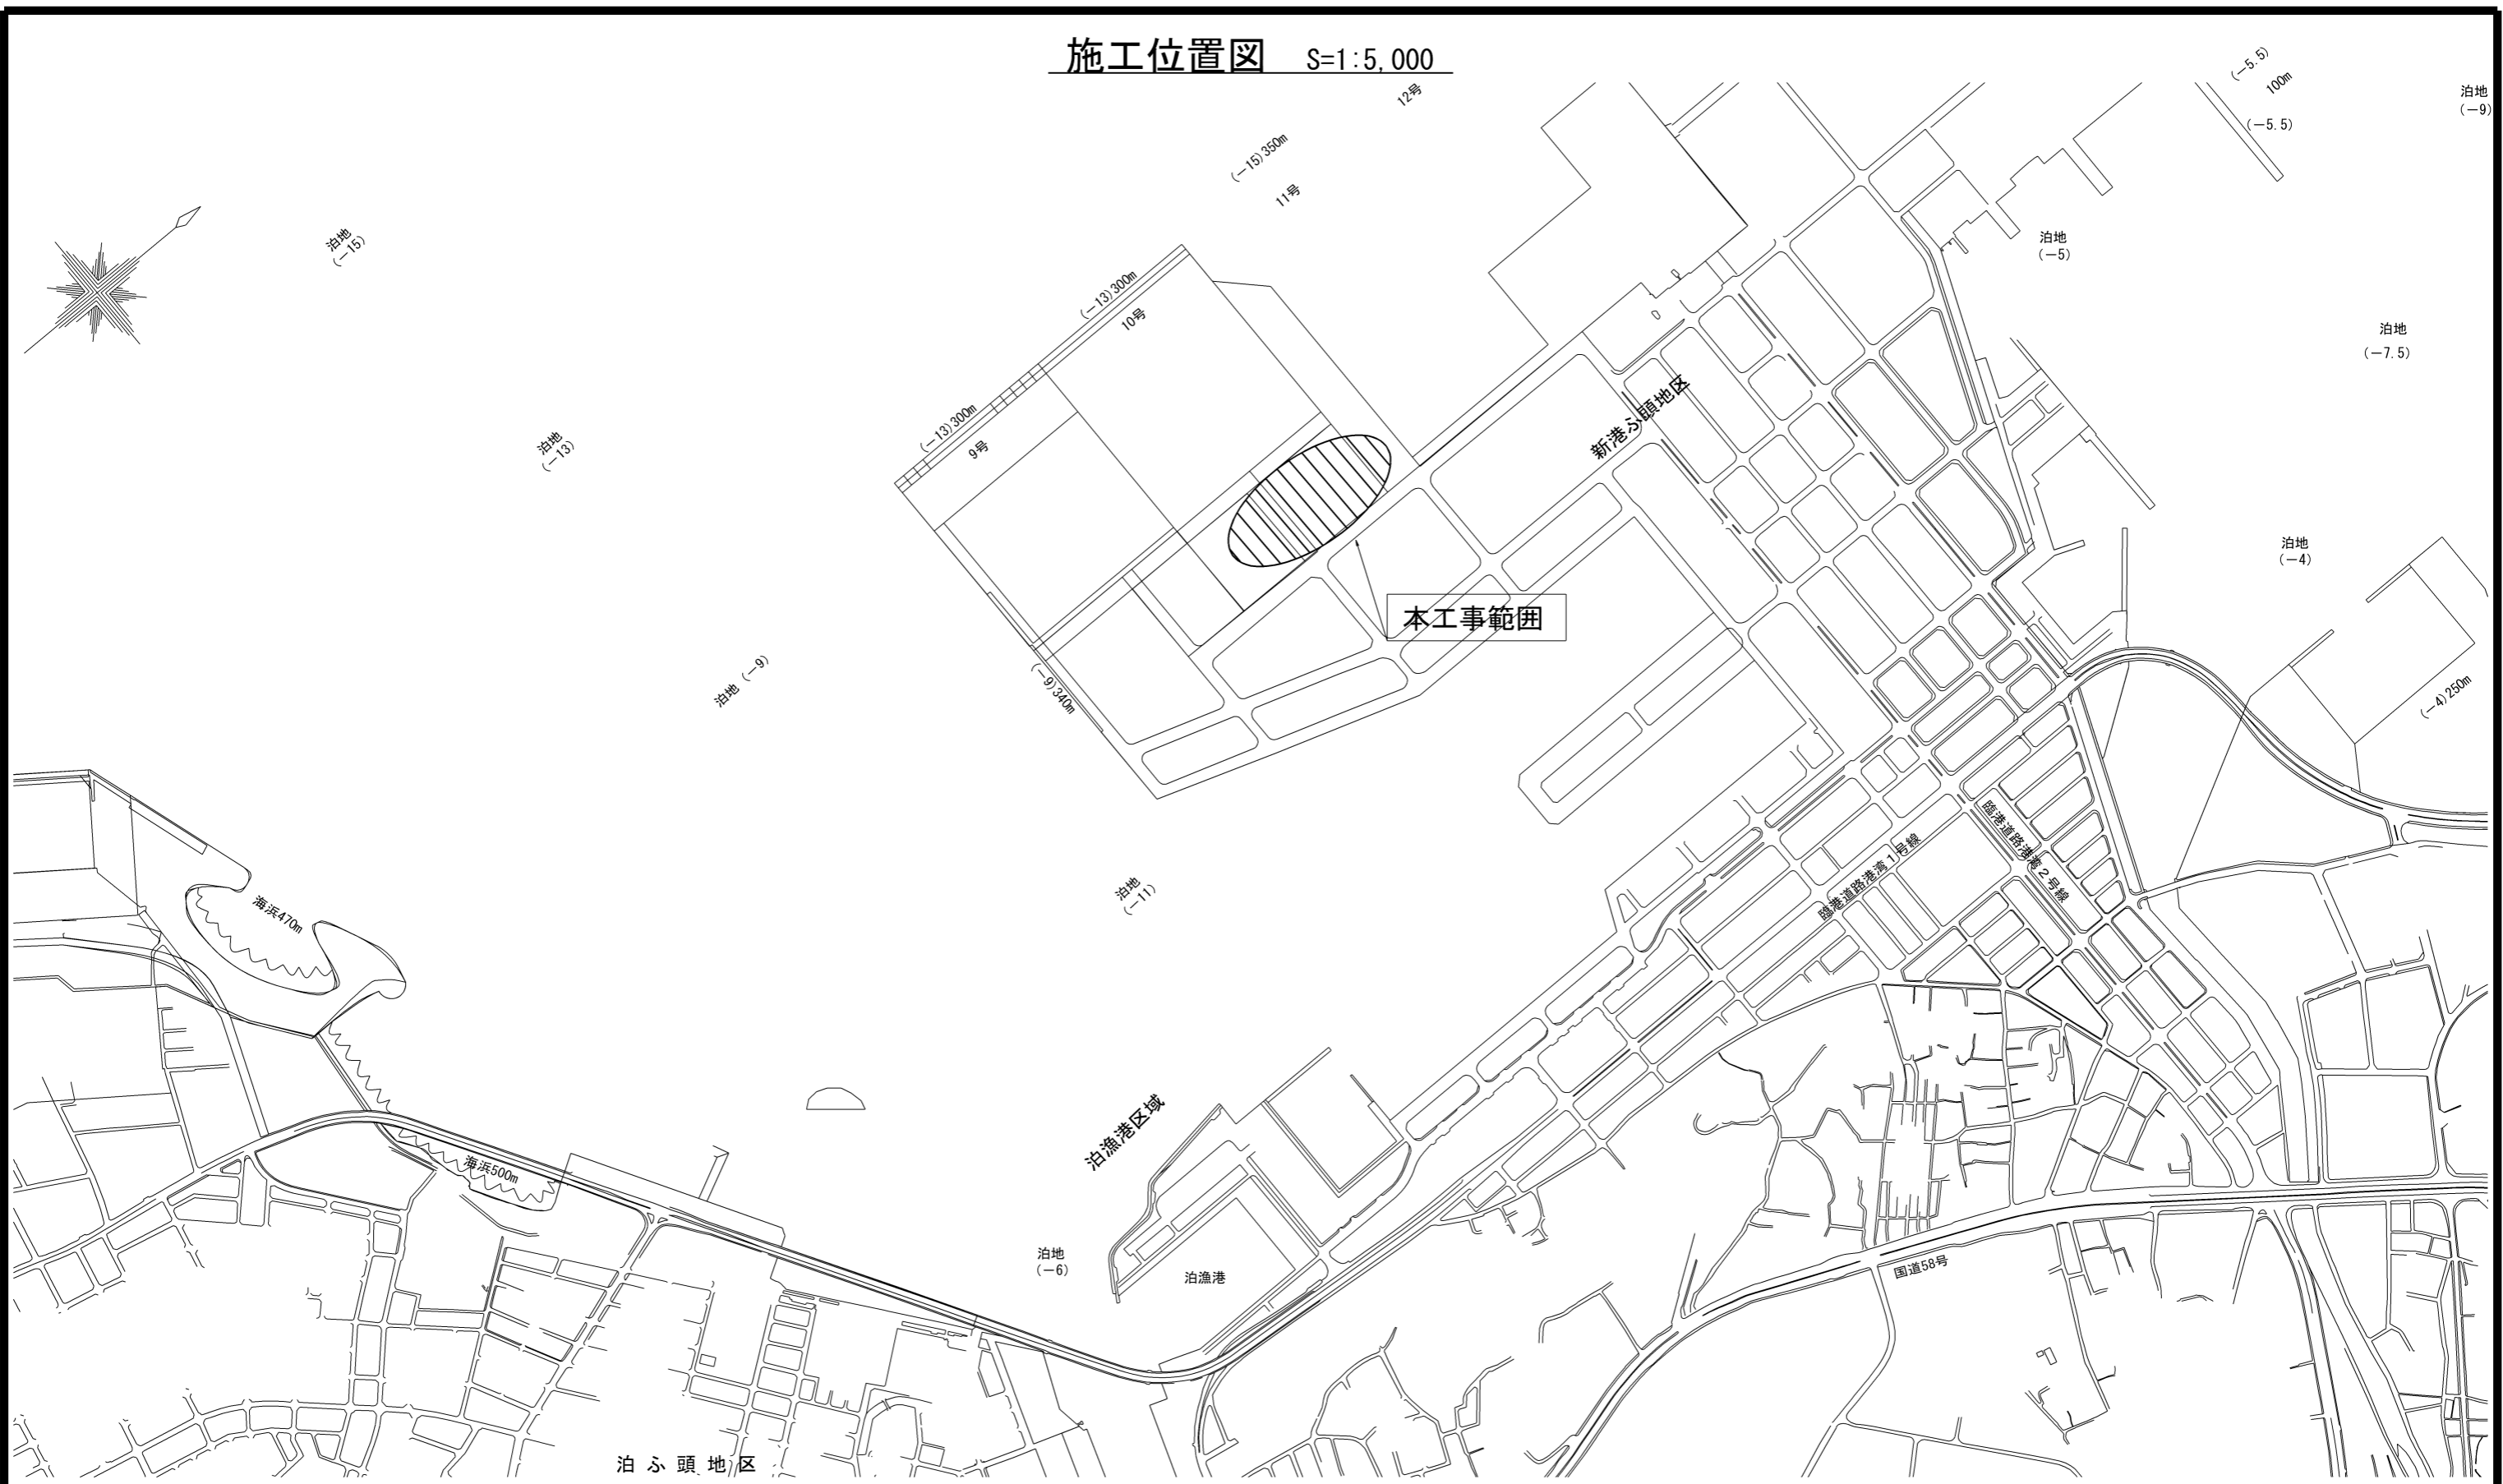 施工位置図 S=1:5,000
(-5.5)
100m
(-5.5)
泊地
(-9)
12号
(-15)350m
11号
泊地
(-15)
泊地
(-5)
(-13)300m
10号
泊地
(-7.5)
(-13)300m
9号
新港ふ頭地区
泊地
(-13)
泊地
(-4)
本工事範囲
泊地 (-9)
(-9)340m
(-4)250m
臨港道路港湾2号線
臨港道路港湾1号線
泊地
(-11)
海浜470m
泊漁港区域
海浜500m
泊地
(-6)
泊漁港
国道58号
泊ふ頭地区